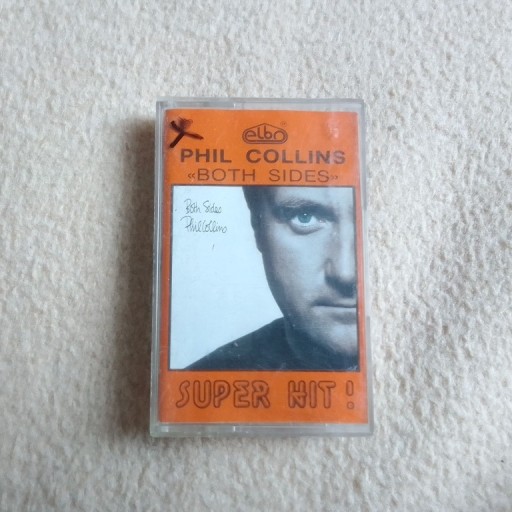 elbo
PHIL COLLINS
«BOTH SIDES»
Both Sides
Phil Collins
SUPER HIT!